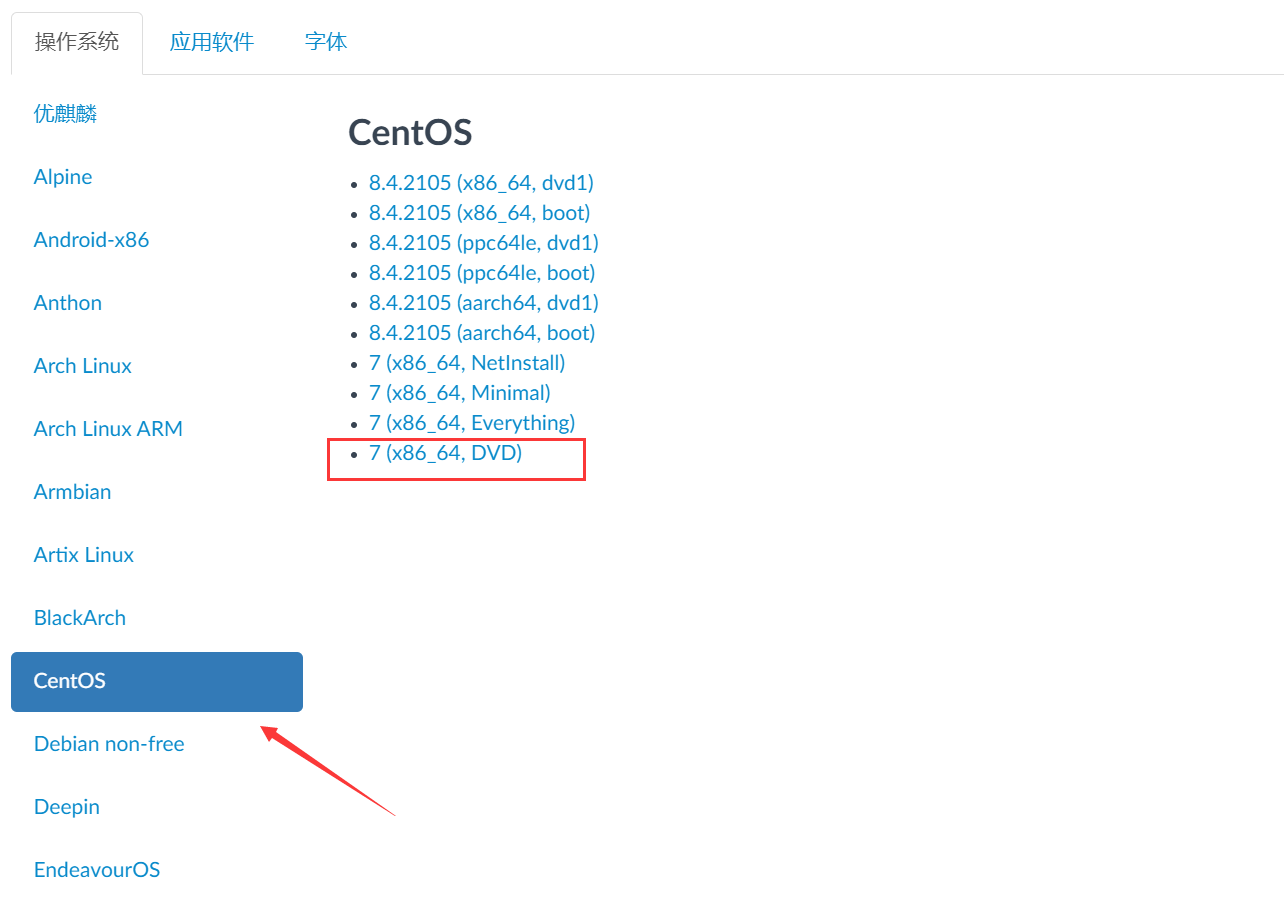 操作系统 应用软件 字体
优麒麟
Alpine
Android-x86
Anthon
Arch Linux
Arch Linux ARM
Armbian
Artix Linux
BlackArch
CentOS
Debian non-free
Deepin
EndeavourOS
CentOS
8.4.2105 (x86_64, dvd1)
8.4.2105 (x86_64, boot)
8.4.2105 (ppc64le, dvd1)
8.4.2105 (ppc64le, boot)
8.4.2105 (aarch64, dvd1)
8.4.2105 (aarch64, boot)
7 (x86_64, NetInstall)
7 (x86_64, Minimal)
7 (x86_64, Everything)
7 (x86_64, DVD)